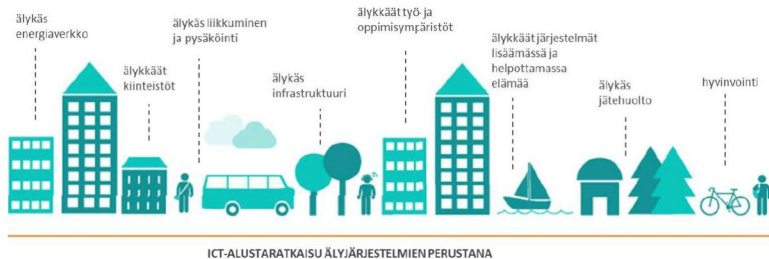 älykäs
energiaverkko
älykkäät
kiinteistöt
älykäs liikkuminen
ja pysäköinti
älykäs
infrastruktuuri
älykkäät työ- ja
oppimisympäristöt
älykkäät järjestelmät
lisäämässä ja
helpottamassa
elämää
älykäs
jätehuolto
hyvinvointi
ICT-ALUSTARATKAISU ÄLYJÄRJESTELMIEN PERUSTANA